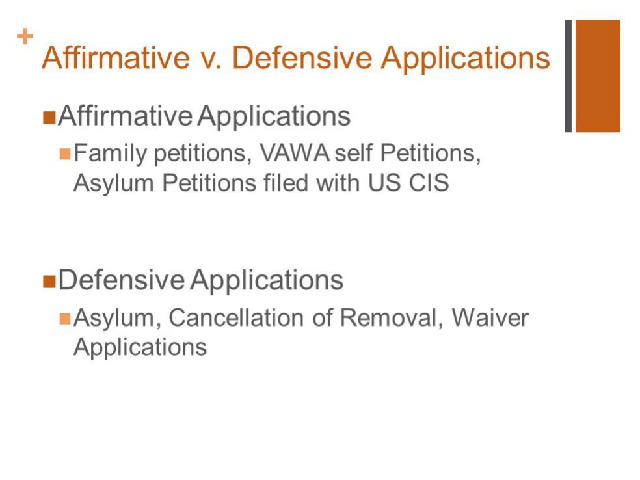 Affirmative v. Defensive Applications
Affirmative Applications
Family petitions, VAWA self Petitions,
Asylum Petitions filed with US CIS
Defensive Applications
Asylum, Cancellation of Removal, Waiver
Applications